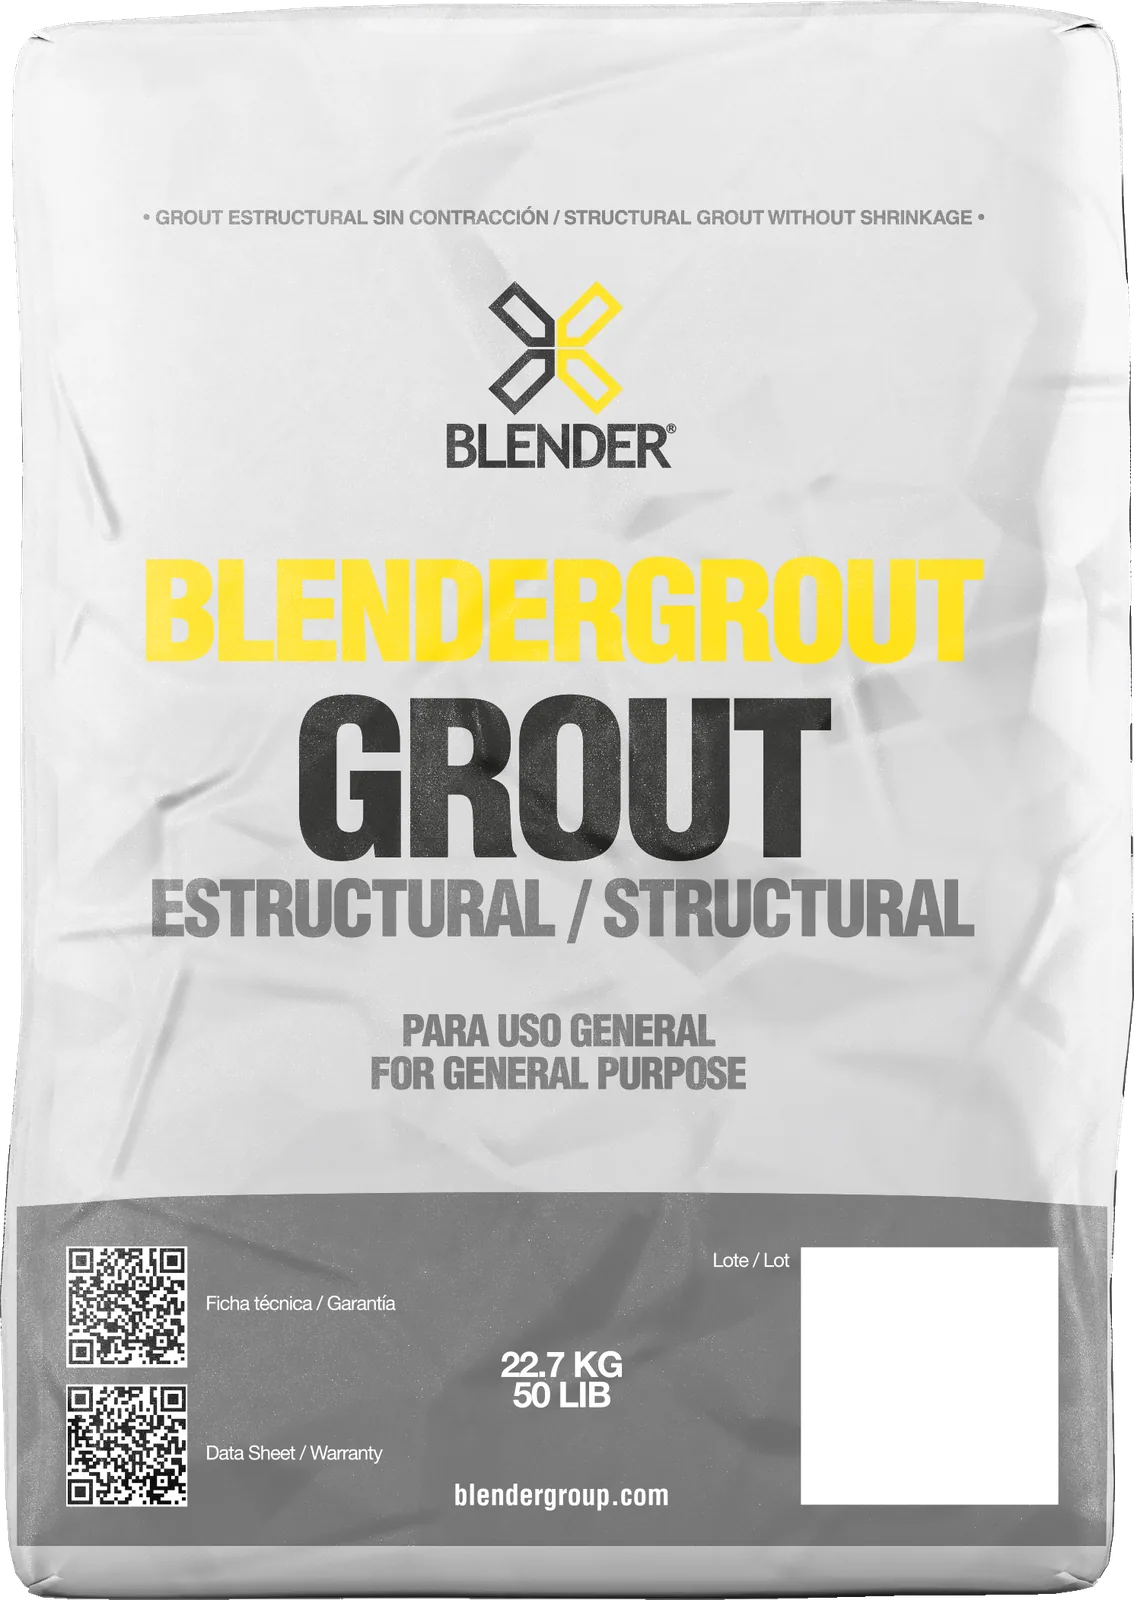 • GROUT ESTRUCTURAL SIN CONTRACCIÓN / STRUCTURAL GROUT WITHOUT SHRINKAGE •
BLENDER®
BLENDERGROUT
GROUT
ESTRUCTURAL / STRUCTURAL
PARA USO GENERAL
FOR GENERAL PURPOSE
Lote / Lot
Ficha técnica / Garantía
22.7 KG
50 LIB
Data Sheet / Warranty
blendergroup.com